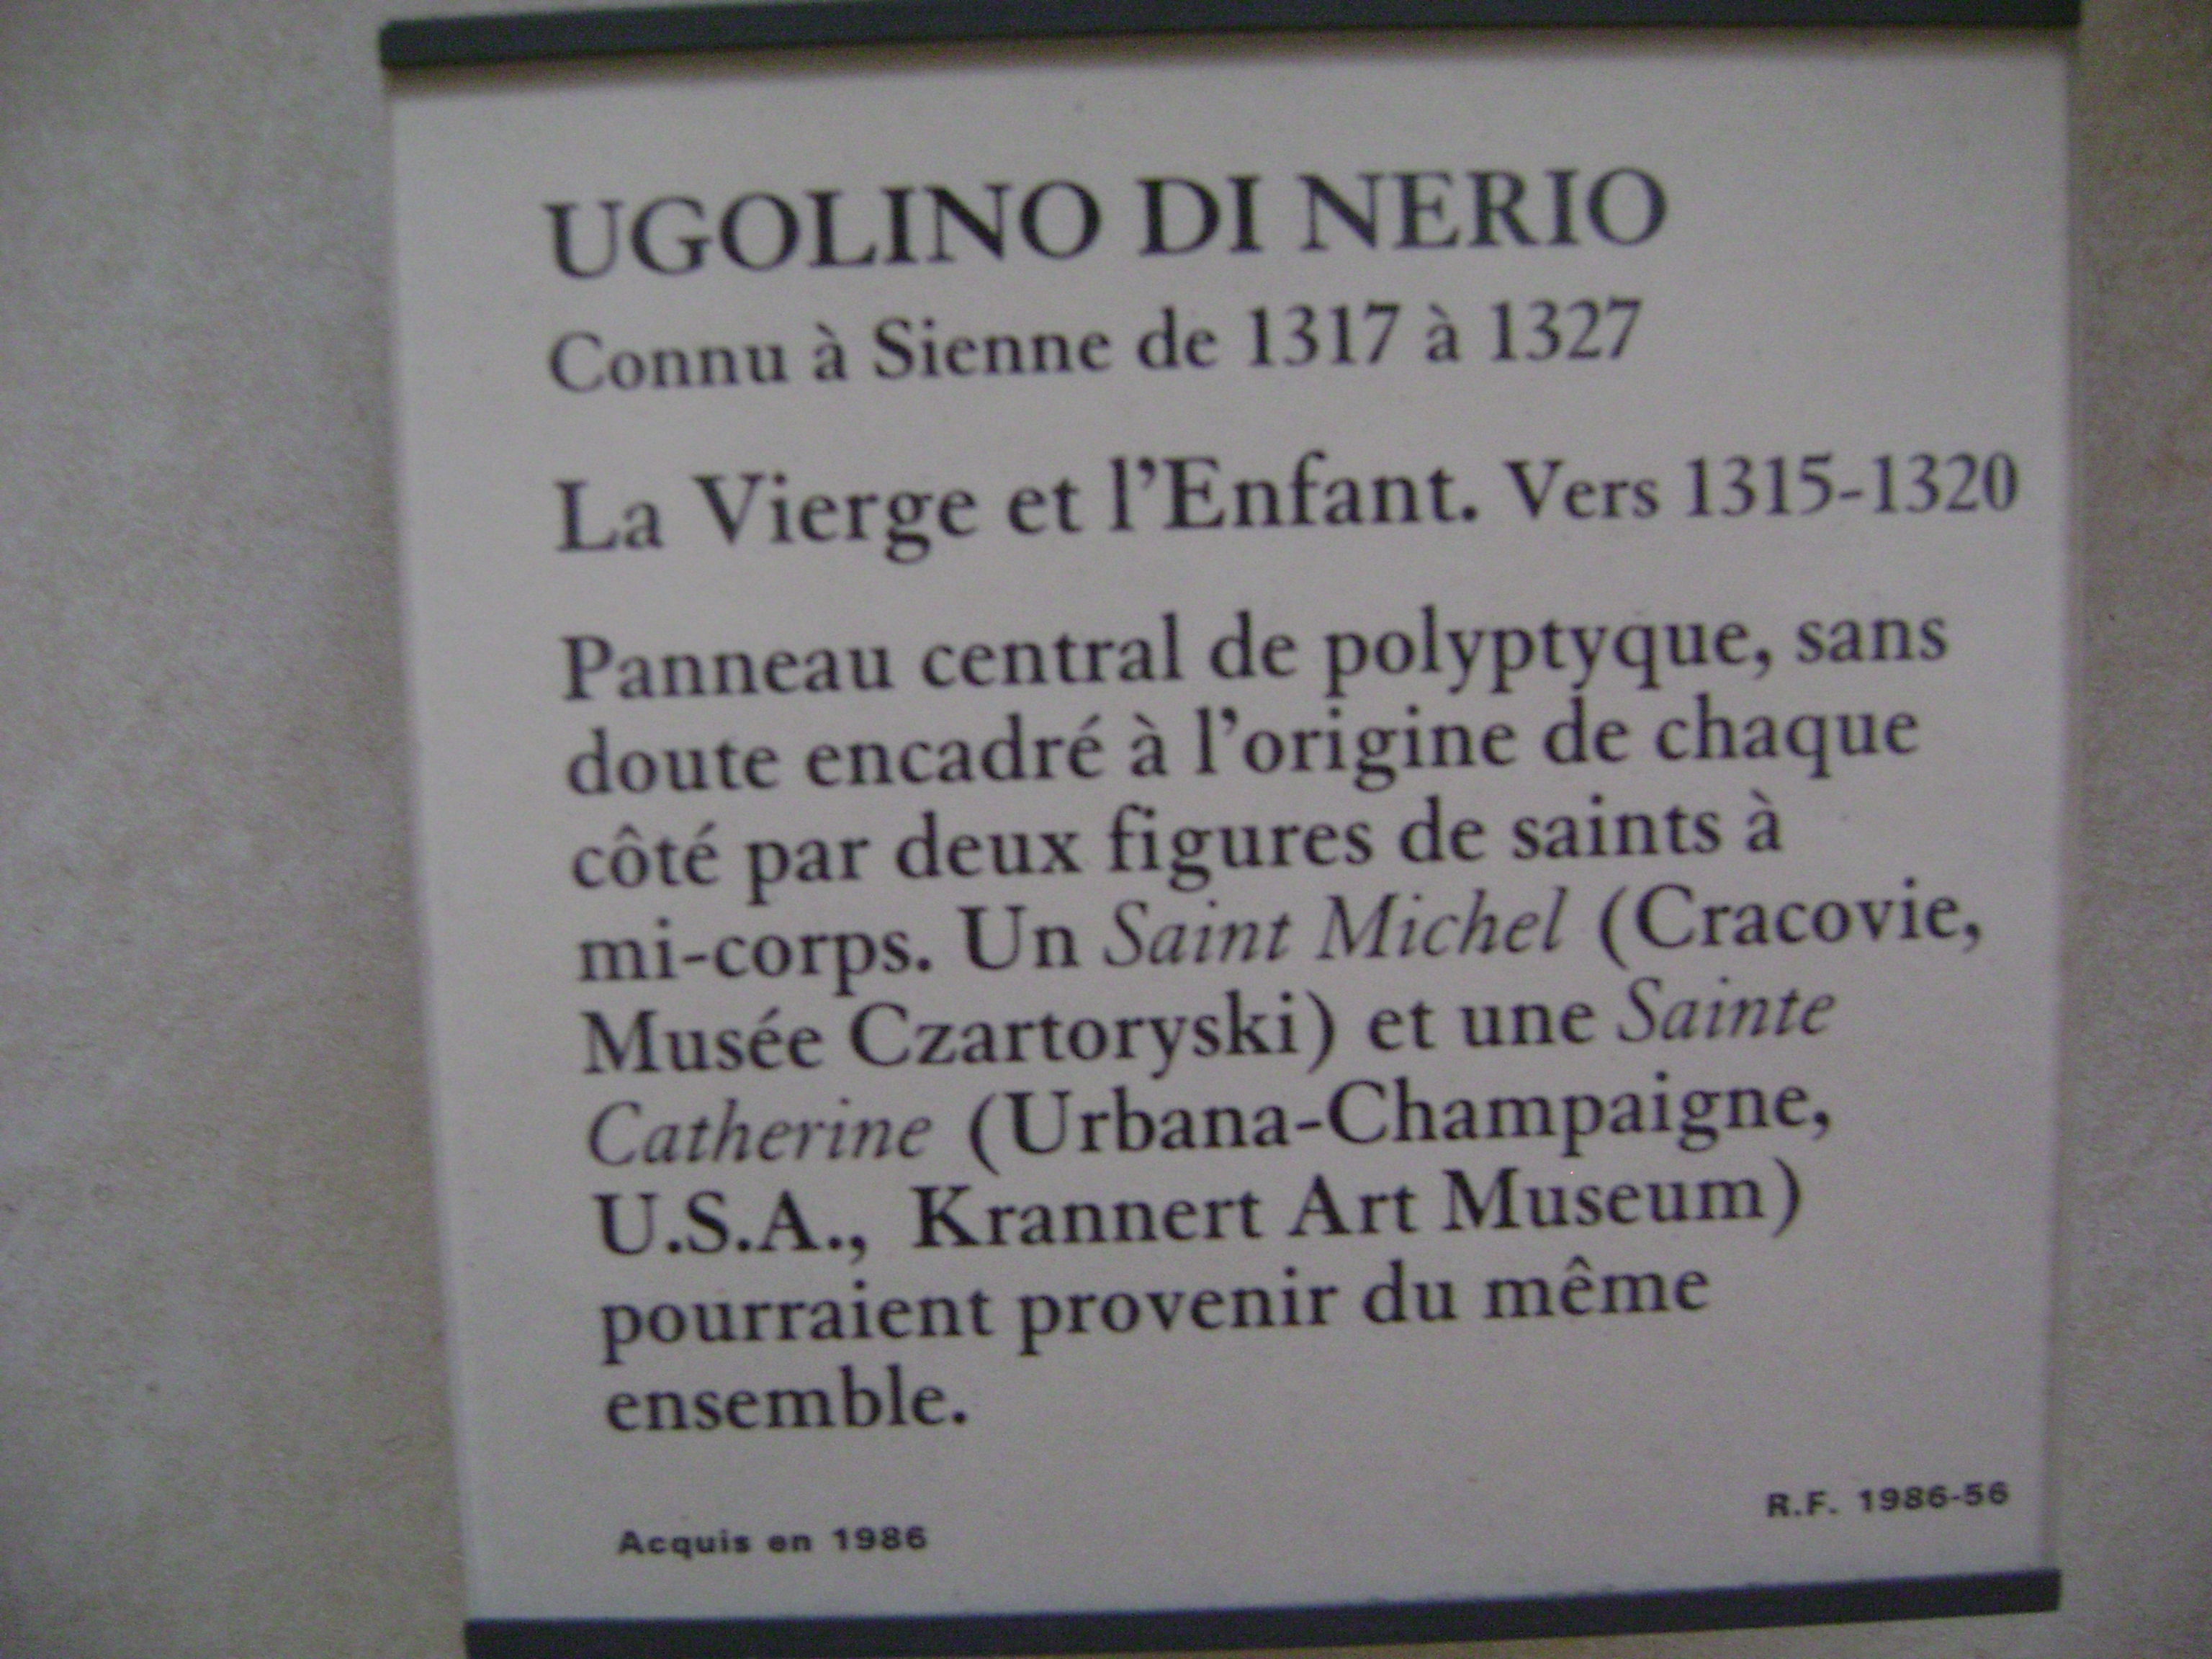 UGOLINO DI NERIO
Connu à Sienne de 1317 à 1327
La Vierge et l'Enfant. Vers 1315-1320
Panneau central de polyptyque, sans
doute encadré à l'origine de chaque
côté par deux figures de saints à
mi-corps. Un Saint Michel (Cracovie,
Musée Czartoryski) et une Sainte
Catherine (Urbana-Champaigne,
U.S.A., Krannert Art Museum)
pourraient provenir du même
ensemble.
Acquis en 1986
R.F. 1986-56